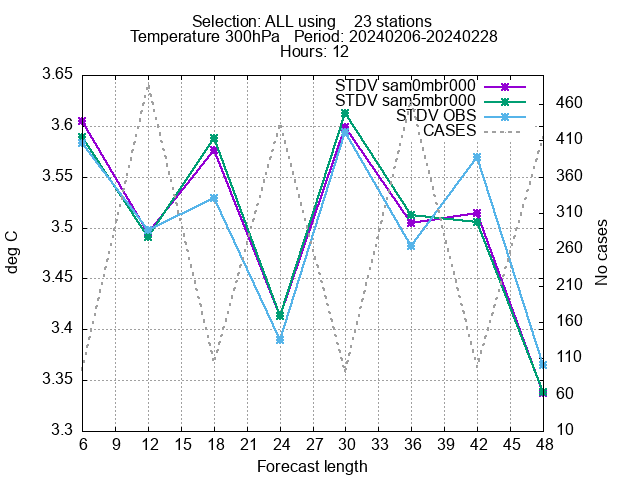 Selection: ALL using    23 stations
Temperature 300hPa   Period: 20240206-20240228
Hours: 12
STDV sam0mbr000
STDV sam5mbr000
STDV OBS
CASES
3.65
3.6
3.55
3.5
3.45
3.4
3.35
3.3
deg C
460
410
360
310
260
210
160
110
60
10
No cases
6 9 12 15 18 21 24 27 30 33 36 39 42 45 48
Forecast length